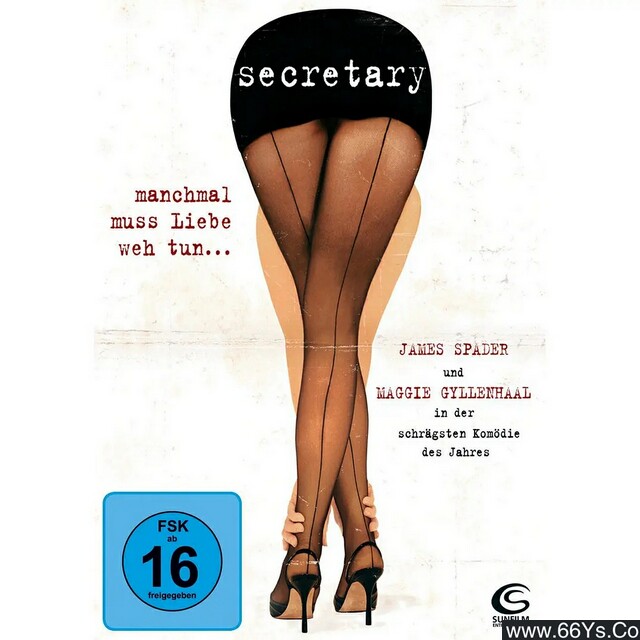 secretary
manchmal
muss Liebe
weh tun...
JAMES SPADER
und
MAGGIE GYLLENHAAL
in der
schrägsten Komödie
des Jahres
FSK
ab
16
freigegeben
SUNFILM
www.66Ys.Co